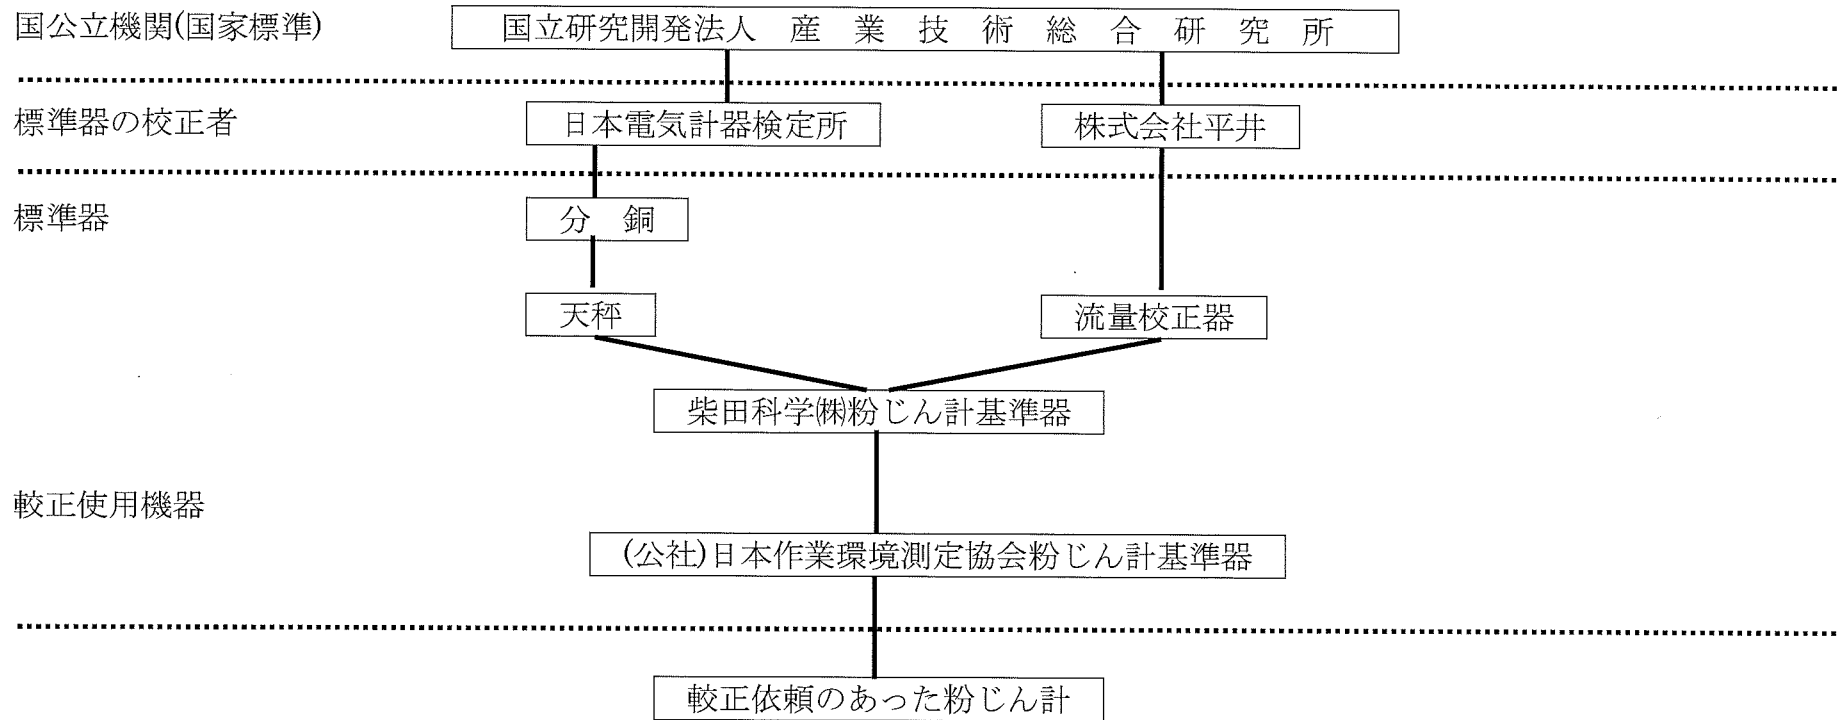 国公立機関(国家標準)
国立研究開発法人 産 業 技 術 総 合 研 究 所
標準器の校正者
日本電気計器検定所
株式会社平井
標準器
分 銅
天秤
流量校正器
柴田科学㈱粉じん計基準器
較正使用機器
(公社)日本作業環境測定協会粉じん計基準器
較正依頼のあった粉じん計